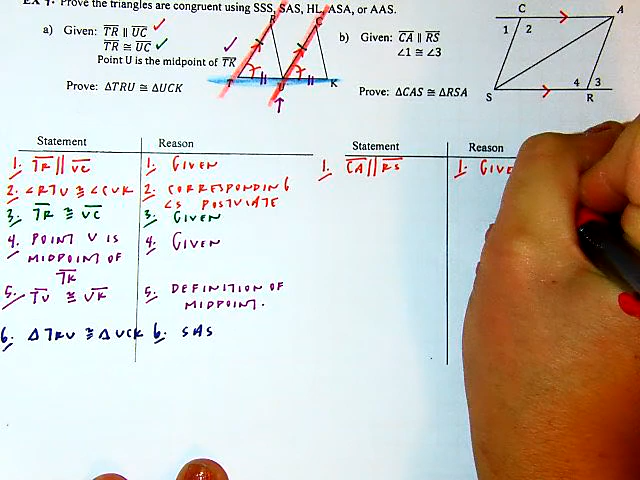 EX 4. Prove the triangles are congruent using SSS, SAS, HL, ASA, or AAS.
a) Given: TR ∥ UC ✓
TR ≅ UC ✓
Point U is the midpoint of TK ✓
Prove: ΔTRU ≅ ΔUCK
R C
T U K
b) Given: CA ∥ RS
∠1 ≅ ∠3
Prove: ΔCAS ≅ ΔRSA
C A
1 2
4 3
S R
Statement Reason
1. TR ∥ UC 1. GIVEN
2. ∠RTU ≅ ∠CUK 2. CORRESPONDING
∠S POSTULATE
3. TR ≅ UC 3. GIVEN
4. POINT U IS 4. GIVEN
MIDPOINT OF
TK
5. TU ≅ UK 5. DEFINITION OF
MIDPOINT.
6. ΔTRU ≅ ΔUCK 6. SAS
Statement Reason
1. CA ∥ RS 1. GIVE